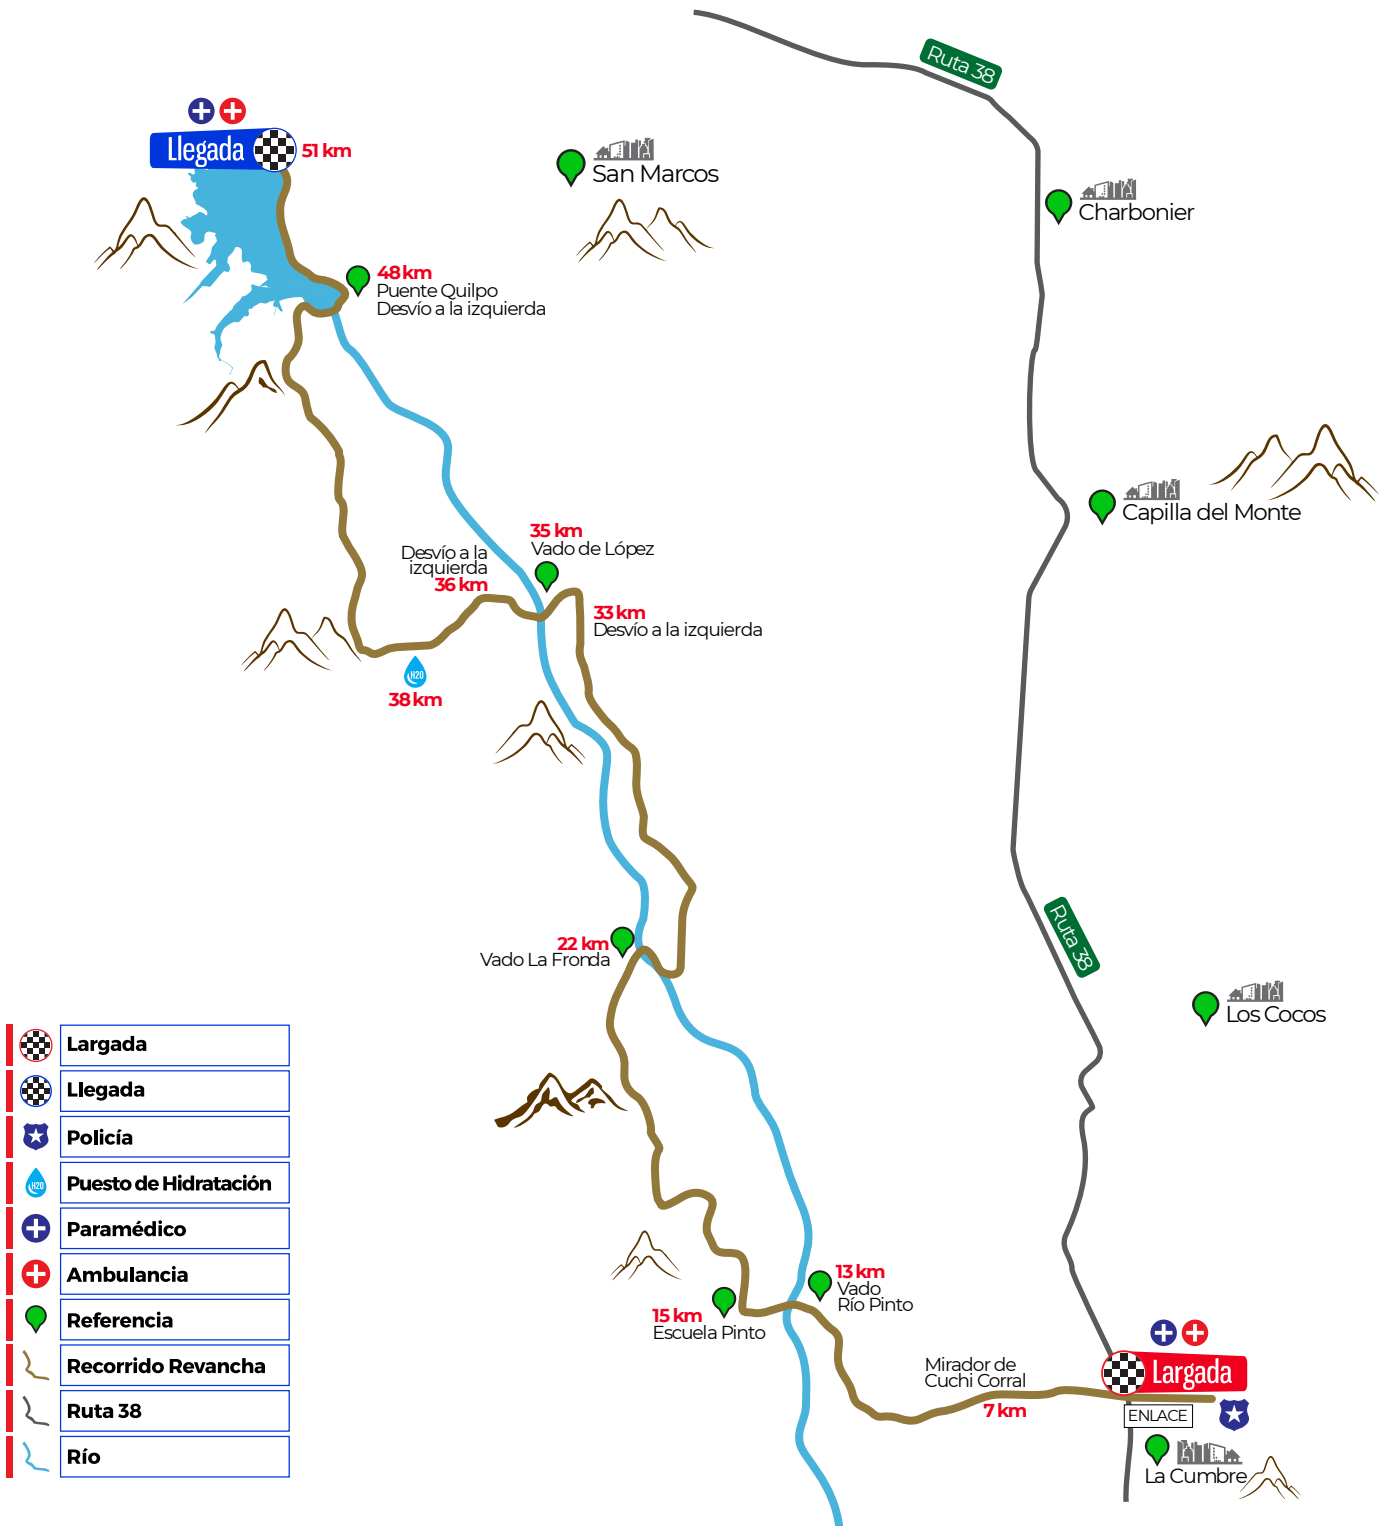 Ruta 38
Llegada
51 km
San Marcos
Charbonier
48 km
Puente Quilpo
Desvío a la izquierda
Capilla del Monte
35 km
Vado de López
Desvío a la
izquierda
36 km
33 km
Desvío a la izquierda
H2O
38 km
Ruta 38
22 km
Vado La Fronda
Los Cocos
13 km
Vado
Río Pinto
15 km
Escuela Pinto
Mirador de
Cuchi Corral
7 km
Largada
ENLACE
La Cumbre
Largada
Llegada
Policía
H2O
Puesto de Hidratación
Paramédico
Ambulancia
Referencia
Recorrido Revancha
Ruta 38
Río